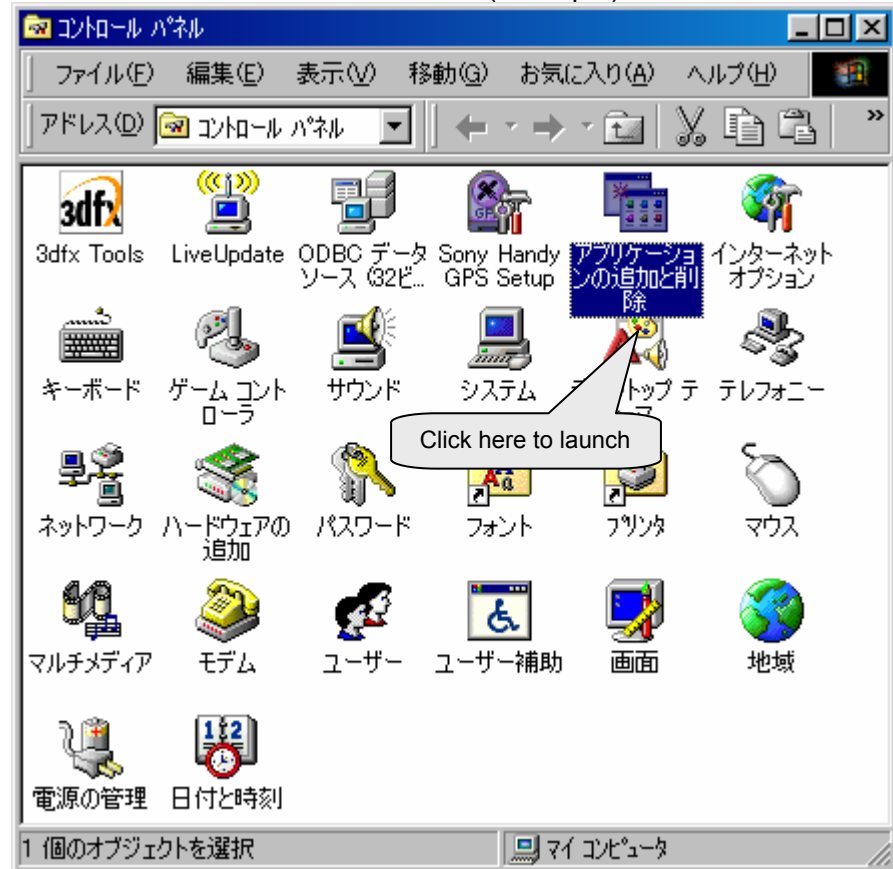 コントロール パネル
ファイル(F) 編集(E) 表示(V) 移動(G) お気に入り(A) ヘルプ(H)
アドレス(D) コントロール パネル »
3dfx
3dfx Tools
LiveUpdate
ODBC データ
ソース (32ビ...
GP
Sony Handy
GPS Setup
アプリケーショ
ンの追加と削
除
インターネット
オプション
キーボード
ゲーム コント
ローラ
サウンド
システム
トップ テ
テレフォニー
Click here to launch
ネットワーク
ハードウェアの
追加
パスワード
フォント
プリンタ
マウス
マルチメディア
モデム
ユーザー
ユーザー補助
画面
地域
電源の管理
日付と時刻
1 個のオブジェクトを選択
マイ コンピュータ